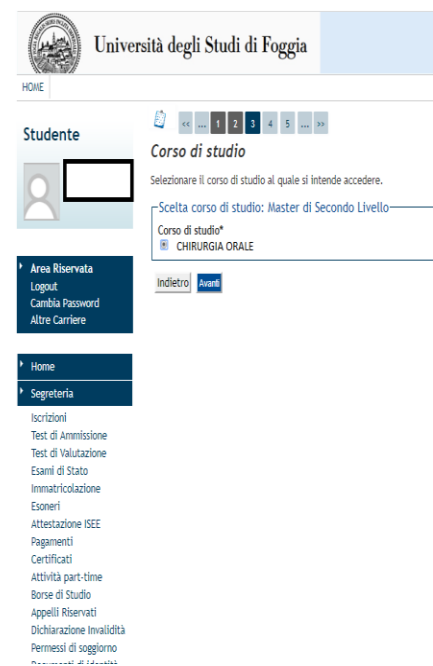 Università degli Studi di Foggia
HOME
Studente
<< ... 1 2 3 4 5 ... >>
Corso di studio
Selezionare il corso di studio al quale si intende accedere.
Scelta corso di studio: Master di Secondo Livello
Corso di studio*
CHIRURGIA ORALE
Indietro Avanti
Area Riservata
Logout
Cambia Password
Altre Carriere
Home
Segreteria
Iscrizioni
Test di Ammissione
Test di Valutazione
Esami di Stato
Immatricolazione
Esoneri
Attestazione ISEE
Pagamenti
Certificati
Attività part-time
Borse di Studio
Appelli Riservati
Dichiarazione Invalidità
Permessi di soggiorno
Documenti di identità